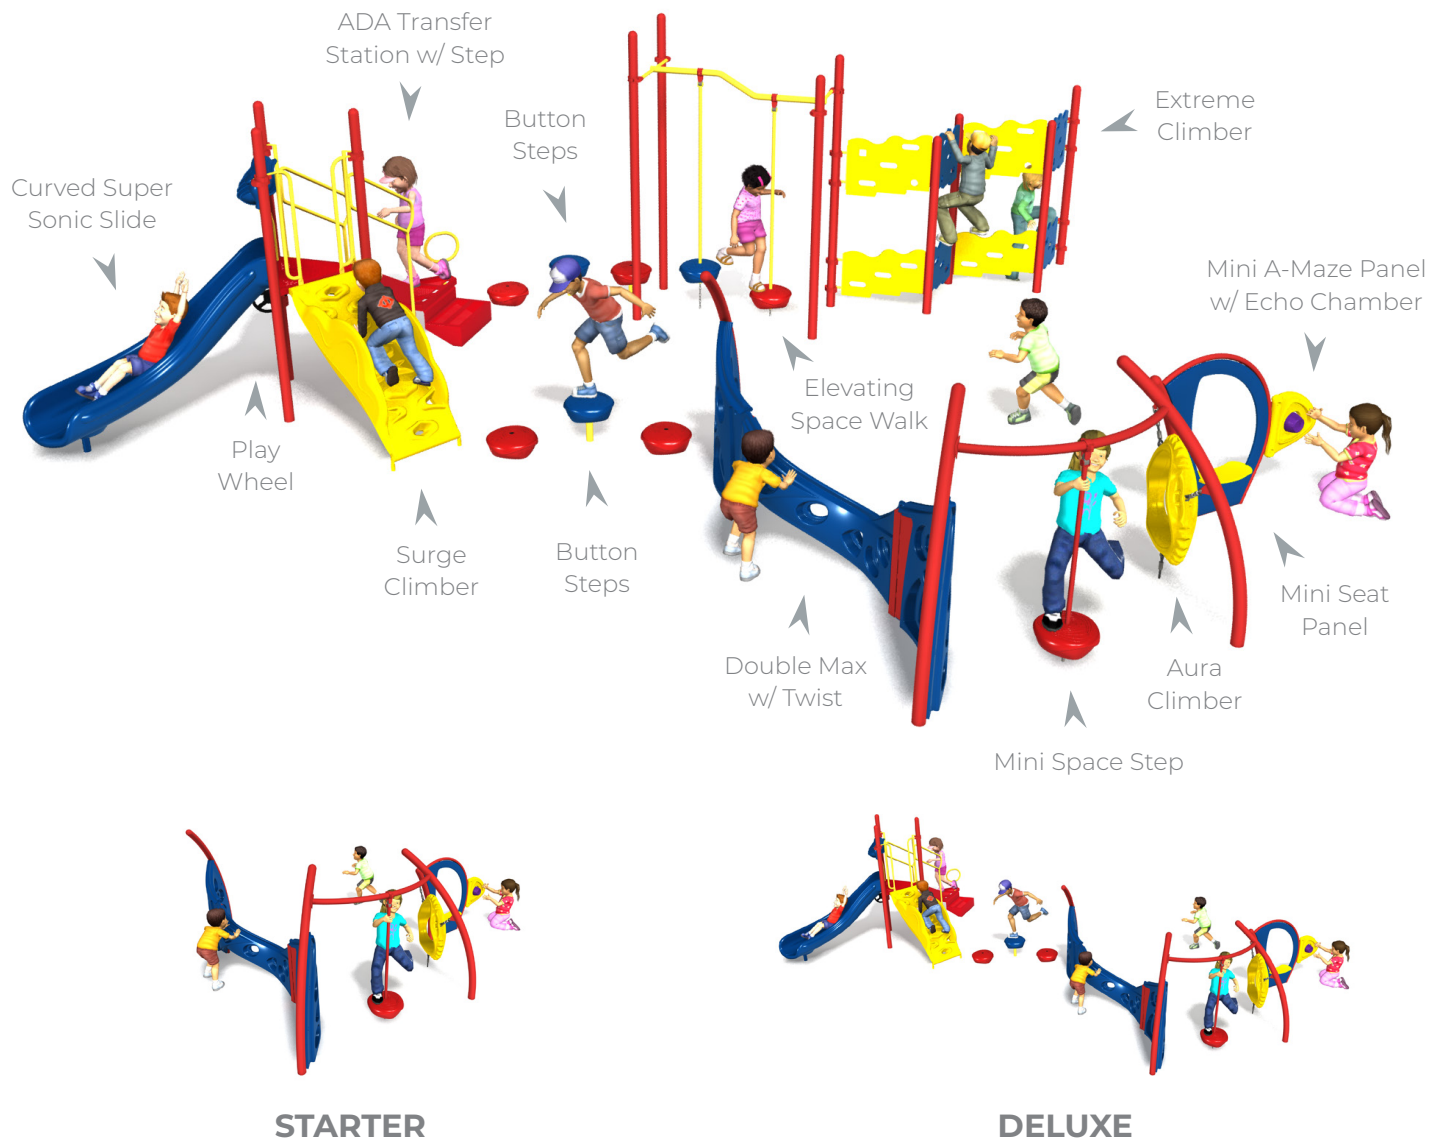 ADA Transfer
Station w/ Step
Button
Steps
Extreme
Climber
Curved Super
Sonic Slide
Mini A-Maze Panel
w/ Echo Chamber
Elevating
Space Walk
Play
Wheel
Surge
Climber
Button
Steps
Mini Seat
Panel
Double Max
w/ Twist
Aura
Climber
Mini Space Step
STARTER
DELUXE